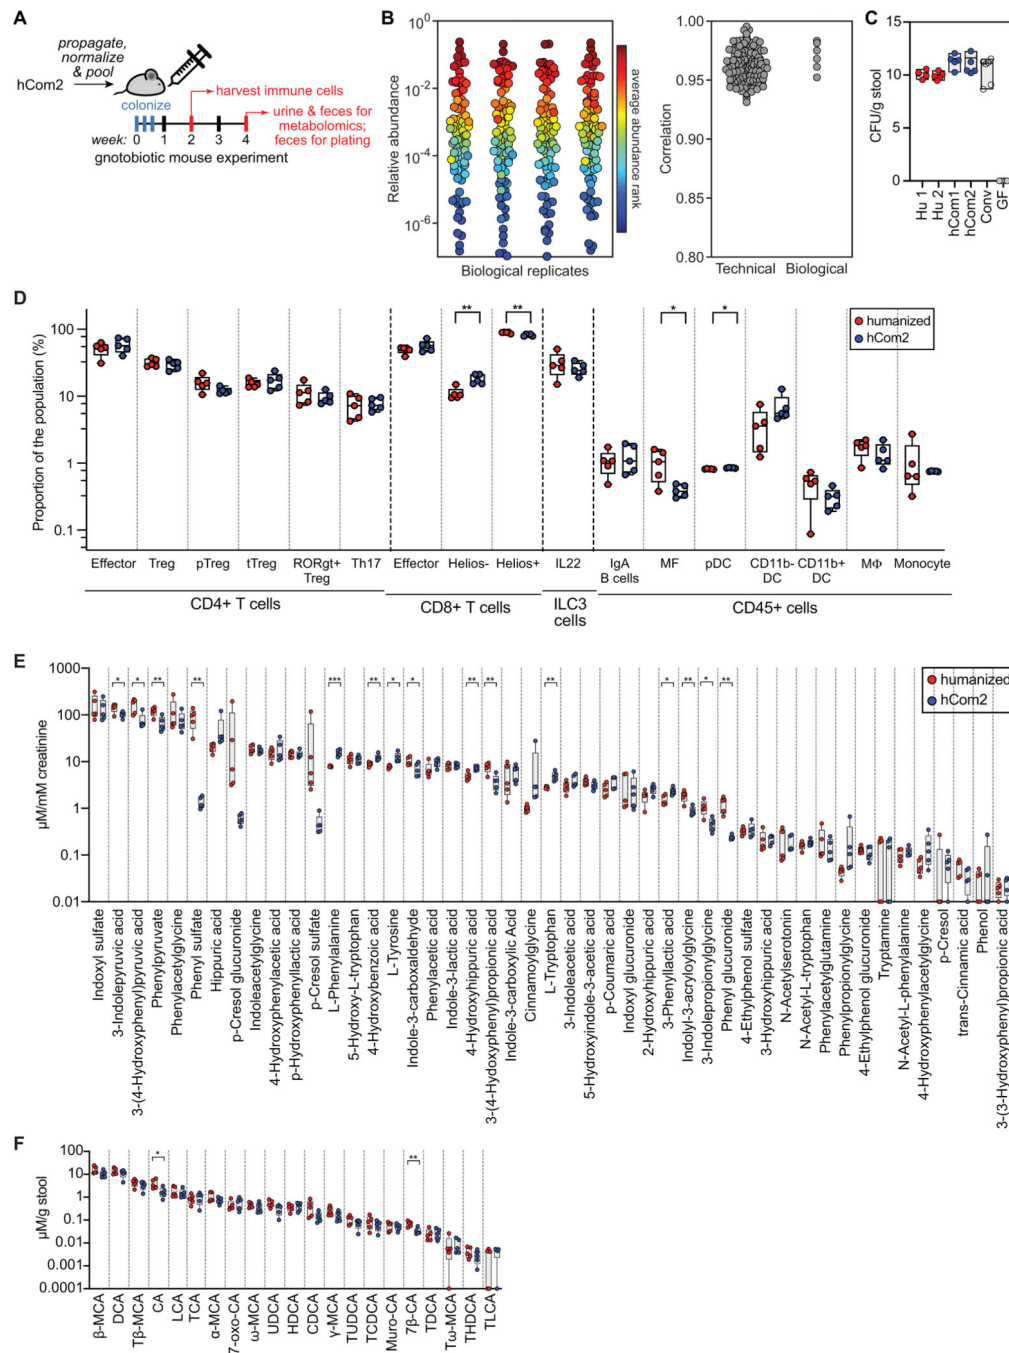 A
propagate,
normalize
& pool
hCom2
colonize
harvest immune cells
urine & feces for
metabolomics;
feces for plating
week: 0 1 2 3 4
gnotobiotic mouse experiment
B
10^0
10^-2
10^-4
10^-6
Relative abundance
Biological replicates
average abundance rank
1.00
0.95
0.90
0.85
0.80
Correlation
Technical Biological
C
15
10
5
0
CFU/g stool
Hu 1
Hu 2
hCom1
hCom2
Conv
GF
D
Proportion of the population (%)
100
10
1
0.1
** ** * *
humanized
hCom2
Effector Treg pTreg tTreg RORgt+ Treg Th17 Effector Helios- Helios+ IL22 IgA B cells MF pDC CD11b- DC CD11b+ DC MΦ Monocyte
CD4+ T cells CD8+ T cells ILC3 cells CD45+ cells
E
µM/mM creatinine
1000
100
10
1
0.1
0.01
* * ** ** *** ** * * ** ** ** * ** * **
humanized
hCom2
Indoxyl sulfate
3-Indolepyruvic acid
3-(4-Hydroxyphenyl)pyruvic acid
Phenylpyruvate
Phenylacetylglycine
Phenyl sulfate
Hippuric acid
p-Cresol glucuronide
Indoleacetylglycine
4-Hydroxyphenylacetic acid
p-Hydroxyphenyllactic acid
p-Cresol sulfate
L-Phenylalanine
5-Hydroxy-L-tryptophan
4-Hydroxybenzoic acid
L-Tyrosine
Indole-3-carboxaldehyde
Phenylacetic acid
Indole-3-lactic acid
4-Hydroxyhippuric acid
3-(4-Hydoxyphenyl)propionic acid
Indole-3-carboxylic Acid
Cinnamoylglycine
L-Tryptophan
3-Indoleacetic acid
5-Hydroxyindole-3-acetic acid
p-Coumaric acid
Indoxyl glucuronide
2-Hydroxyhippuric acid
3-Phenyllactic acid
Indolyl-3-acryloylglycine
3-Indolepropionylglycine
Phenyl glucuronide
4-Ethylphenol sulfate
3-Hydroxyhippuric acid
N-Acetylserotonin
N-Acetyl-L-tryptophan
Phenylacetylglutamine
Phenylpropionylglycine
4-Ethylphenol glucuronide
Tryptamine
N-Acetyl-L-phenylalanine
4-Hydroxyphenylacetylglycine
p-Cresol
trans-Cinnamic acid
Phenol
3-(3-Hydroxyphenyl)propionic acid
F
µM/g stool
100
10
1
0.1
0.01
0.001
0.0001
* **
β-MCA
DCA
Tβ-MCA
CA
LCA
TCA
α-MCA
7-oxo-CA
ω-MCA
UDCA
HDCA
CDCA
γ-MCA
TUDCA
TCDCA
Muro-CA
7β-CA
TDCA
Tω-MCA
THDCA
TLCA